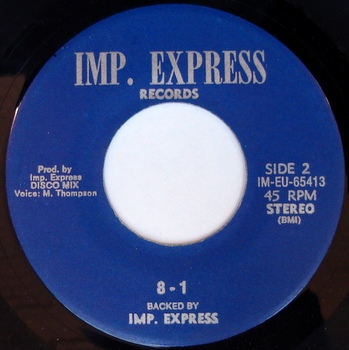 IMP. EXPRESS
RECORDS
Prod. by
Imp. Express
DISCO MIX
Voice: M. Thompson
SIDE 2
IM-EU-65413
45 RPM
STEREO
(BMI)
8 - 1
BACKED BY
IMP. EXPRESS